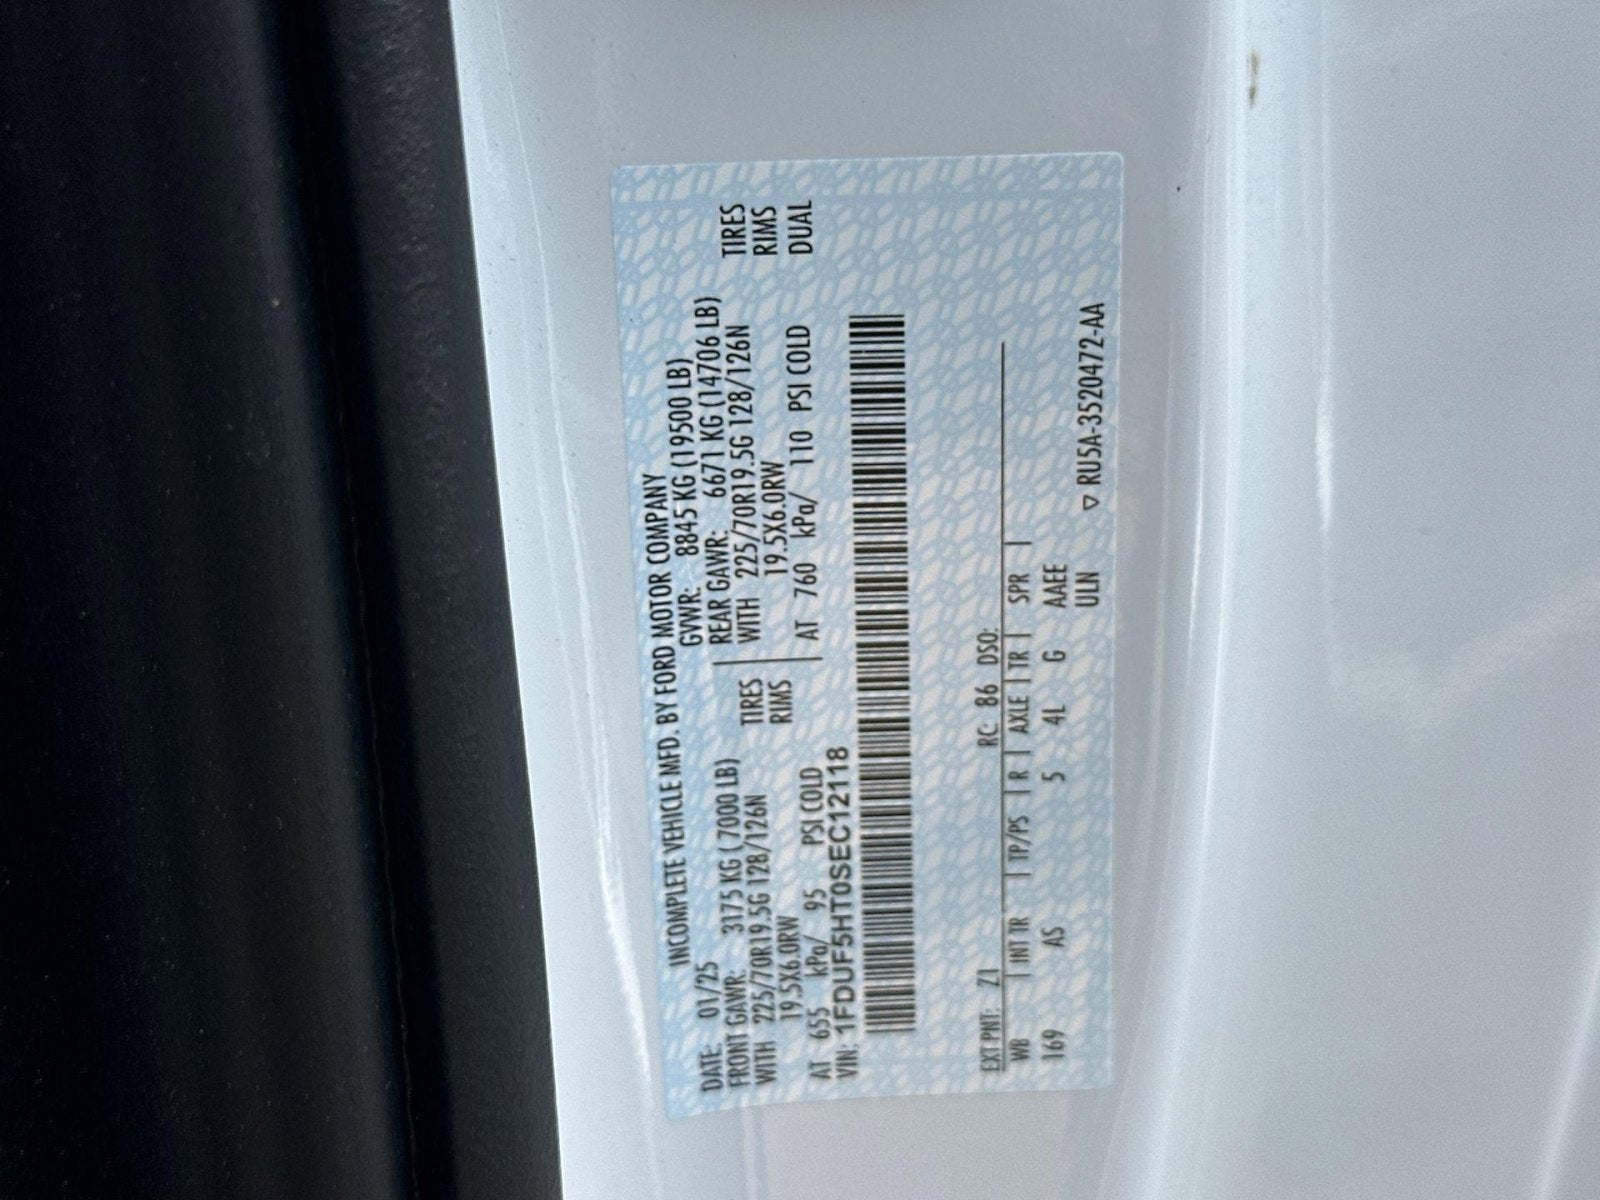 INCOMPLETE VEHICLE MFD. BY FORD MOTOR COMPANY
DATE: 01/25 GVWR: 8845 KG (19500 LB)
FRONT GAWR: 3175 KG ( 7000 LB) REAR GAWR: 6671 KG (14706 LB)
WITH 225/70R19.5G 128/126N TIRES WITH 225/70R19.5G 128/126N TIRES
19.5X6.0RW RIMS 19.5X6.0RW RIMS
AT 655 kPa/ 95 PSI COLD AT 760 kPa/ 110 PSI COLD DUAL
VIN: 1FDUF5HT0SEC12118
EXT PNT: Z1 RC: 86 DSO:
WB | INT TR | TP/PS | R | AXLE | TR | SPR |
169 AS 5 4L G AAEE
ULN
▽ RU5A-3520472-AA